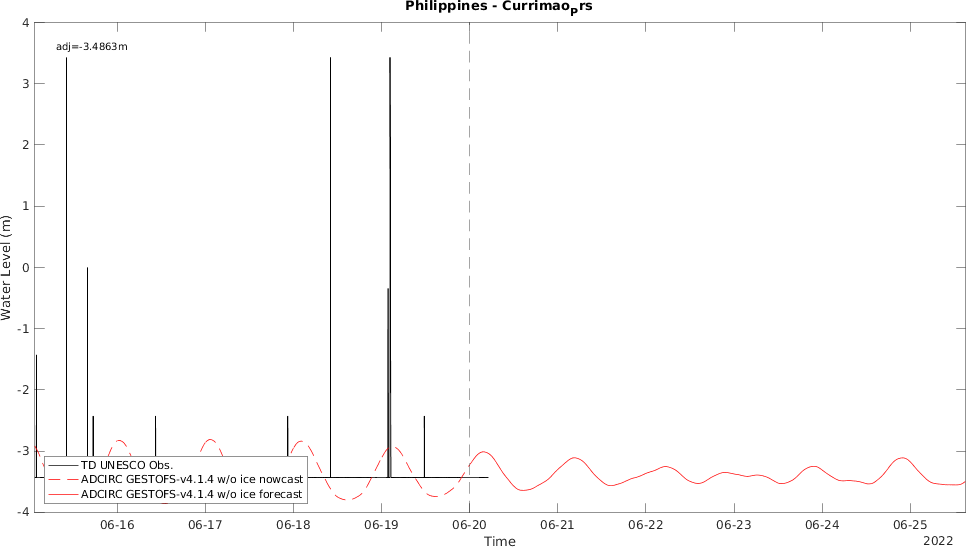 Philippines - Currimao_Prs
adj=-3.4863m
4
3
2
1
0
-1
-2
-3
-4
Water Level (m)
TD UNESCO Obs.
ADCIRC GESTOFS-v4.1.4 w/o ice nowcast
ADCIRC GESTOFS-v4.1.4 w/o ice forecast
06-16 06-17 06-18 06-19 06-20 06-21 06-22 06-23 06-24 06-25
Time
2022